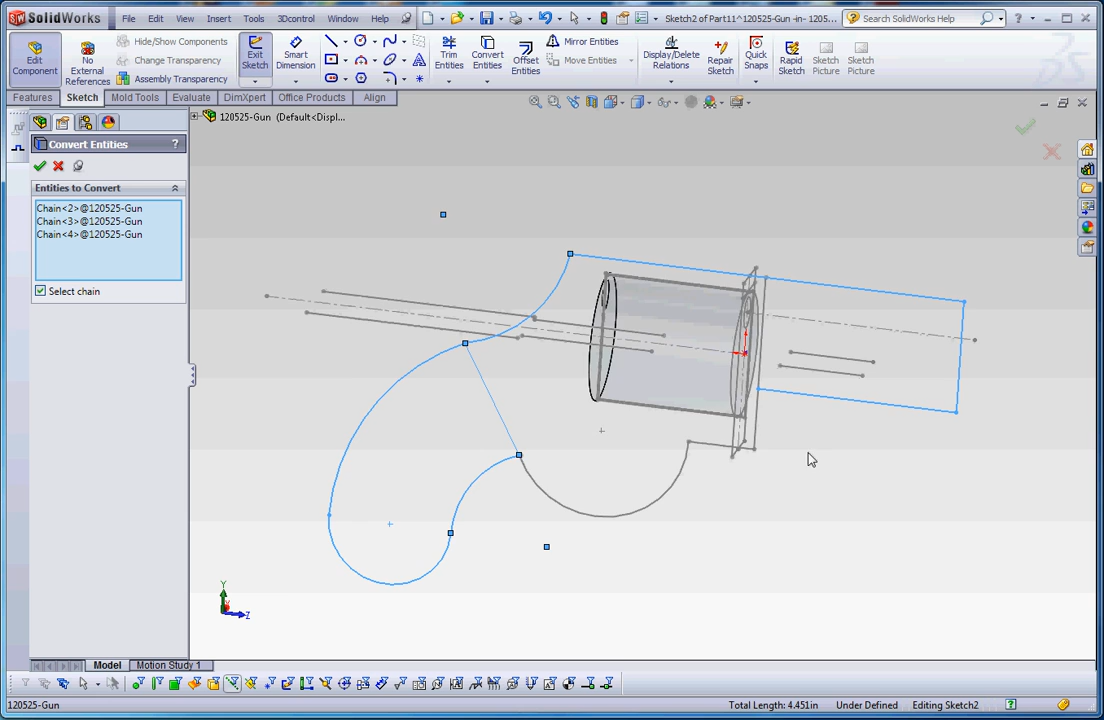 SolidWorks File Edit View Insert Tools 3Dcontrol Window Help Sketch2 of Part11^120525-Gun -in- 1205... Search SolidWorks Help
Edit Component
No External References
Hide/Show Components
Change Transparency
Assembly Transparency
Exit Sketch
Smart Dimension
Trim Entities
Convert Entities
Offset Entities
Mirror Entities
Move Entities
Display/Delete Relations
Repair Sketch
Quick Snaps
Rapid Sketch
Sketch Picture
Sketch Picture
Features Sketch Mold Tools Evaluate DimXpert Office Products Align
120525-Gun (Default<Displ...
Convert Entities ?
Entities to Convert
Chain<2>@120525-Gun
Chain<3>@120525-Gun
Chain<4>@120525-Gun
Select chain
Y
Z
Model Motion Study 1
120525-Gun Total Length: 4.451in Under Defined Editing Sketch2